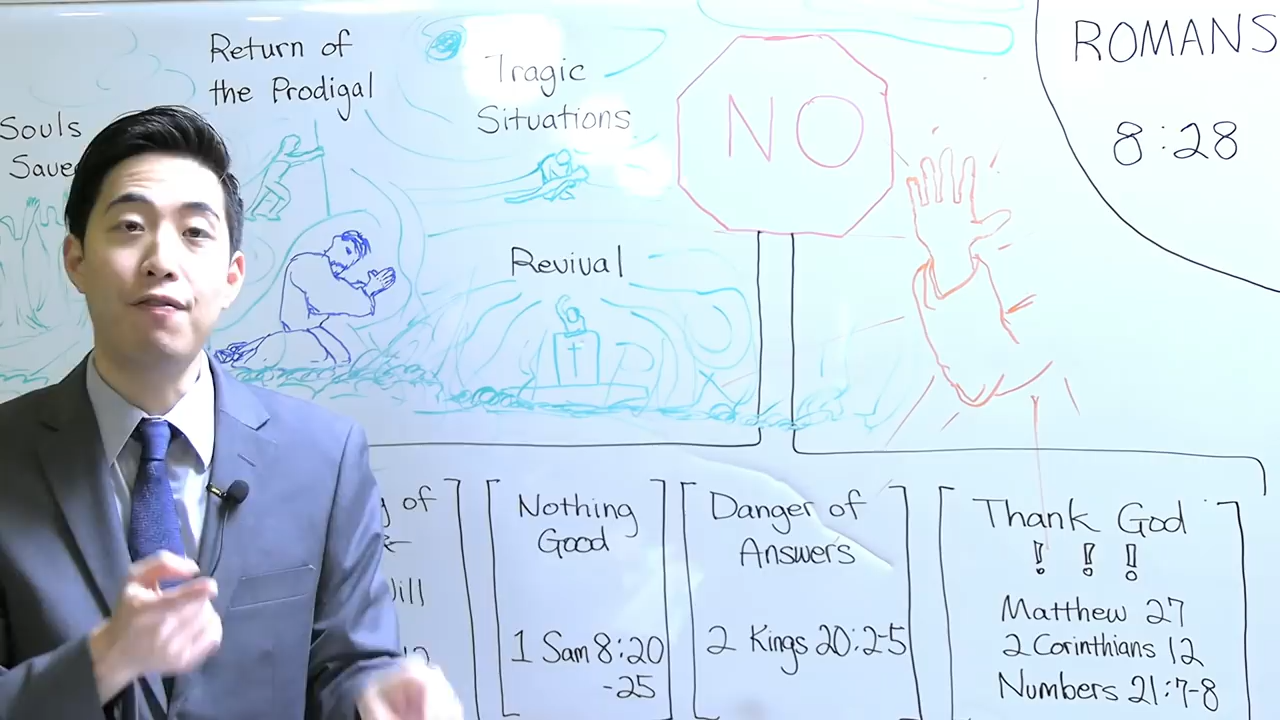 Return of
the Prodigal
Souls
Tragic
Situations
Revival
NO
ROMANS
8:28
of
Nothing
Good
1 Sam 8:20
-25
Danger of
Answers
2 Kings 20:2-5
Thank God
! ! !
Matthew 27
2 Corinthians 12
Numbers 21:7-8